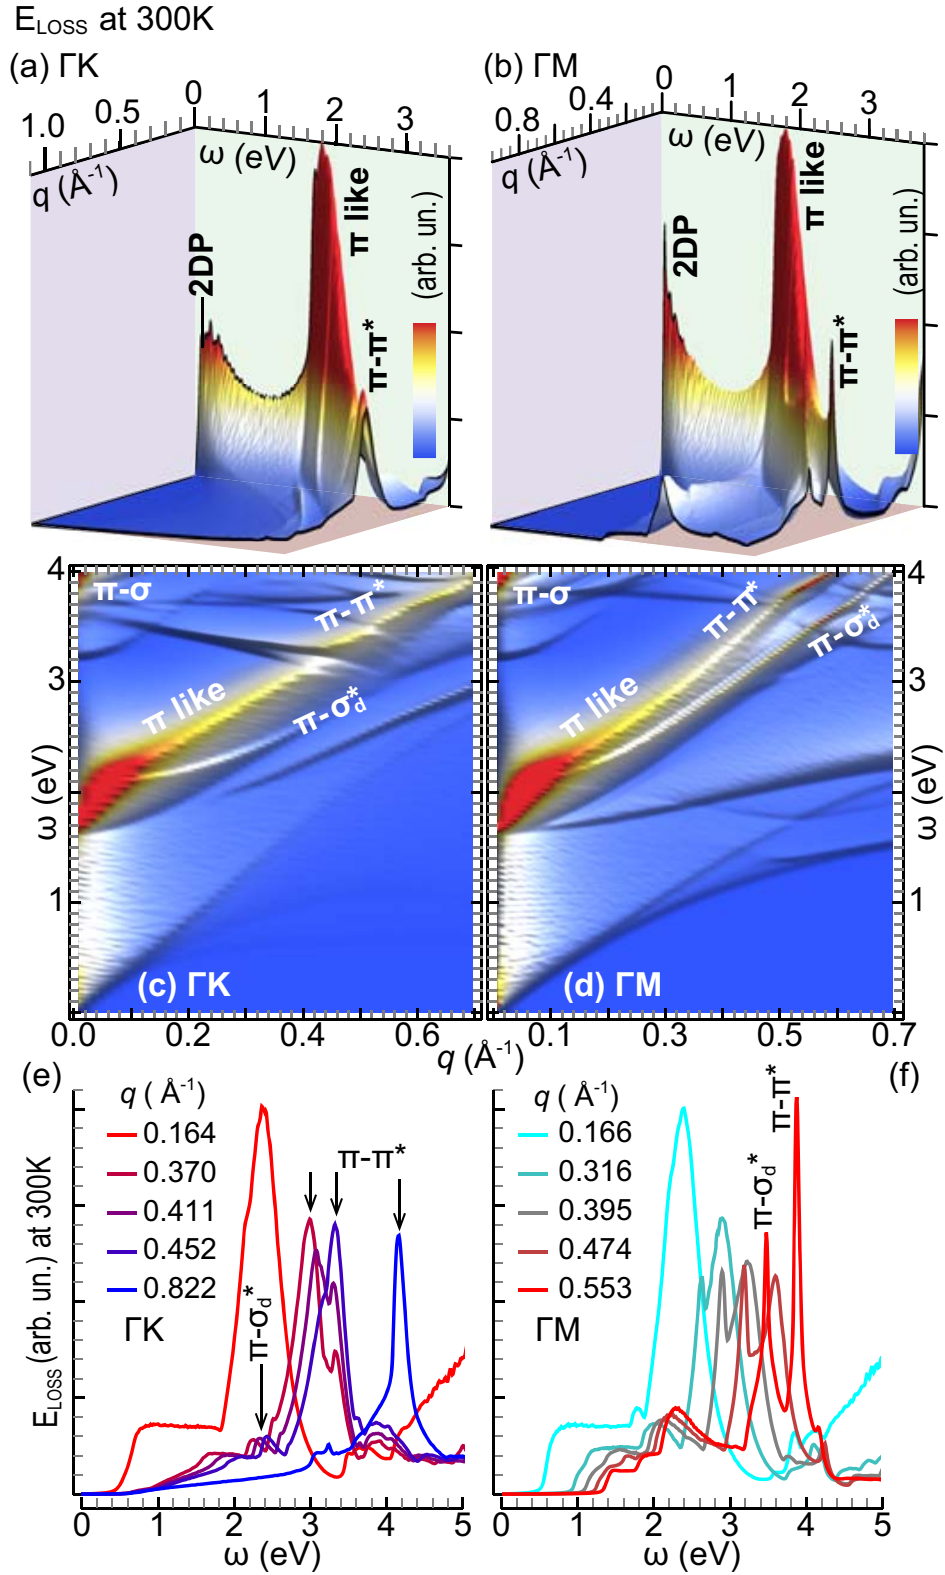 E_LOSS at 300K
(a) ΓK
(b) ΓM
1.0 0.5 0 1 2 3
0.8 0.4 0 1 2 3
q (Å⁻¹)
ω (eV)
q (Å⁻¹)
ω (eV)
2DP
π like
π-π*
(arb. un.)
2DP
π like
π-π*
(arb. un.)
π-σ
π-π*
π like
π-σ_d*
(c) ΓK
π-σ
π-π*
π like
π-σ_d*
(d) ΓM
4
3
1
ω (eV)
4
3
1
ω (eV)
0.0 0.2 0.4 0.6
0.1 0.3 0.5 0.7
q (Å⁻¹)
(e)
q ( Å⁻¹)
0.164
0.370
0.411
0.452
0.822
ΓK
π-π*
π-σ_d*
E_LOSS (arb. un.) at 300K
0 1 2 3 4 5
ω (eV)
(f)
q ( Å⁻¹)
0.166
0.316
0.395
0.474
0.553
ΓM
π-σ_d*
π-π*
0 1 2 3 4 5
ω (eV)